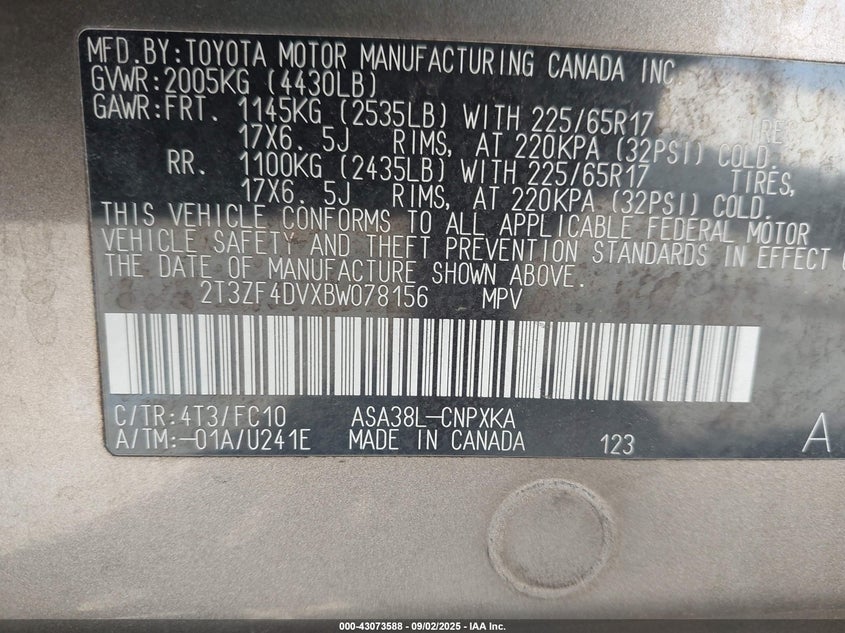 MFD.BY:TOYOTA MOTOR MANUFACTURING CANADA INC
GVWR:2005KG (4430LB)
GAWR:FRT. 1145KG (2535LB) WITH 225/65R17 TIRES
17X6. 5J RIMS, AT 220KPA (32PSI) COLD.
RR. 1100KG (2435LB) WITH 225/65R17 TIRES,
17X6. 5J RIMS, AT 220KPA (32PSI) COLD.
THIS VEHICLE CONFORMS TO ALL APPLICABLE FEDERAL MOTOR
VEHICLE SAFETY AND THEFT PREVENTION STANDARDS IN EFFECT
THE DATE OF MANUFACTURE SHOWN ABOVE.
2T3ZF4DVXBW078156 MPV
C/TR:4T3/FC10 ASA38L-CNPXKA
A/TM:-01A/U241E MADE IN CANADA 123 A
000-43073588 - 09/02/2025 - IAA Inc.